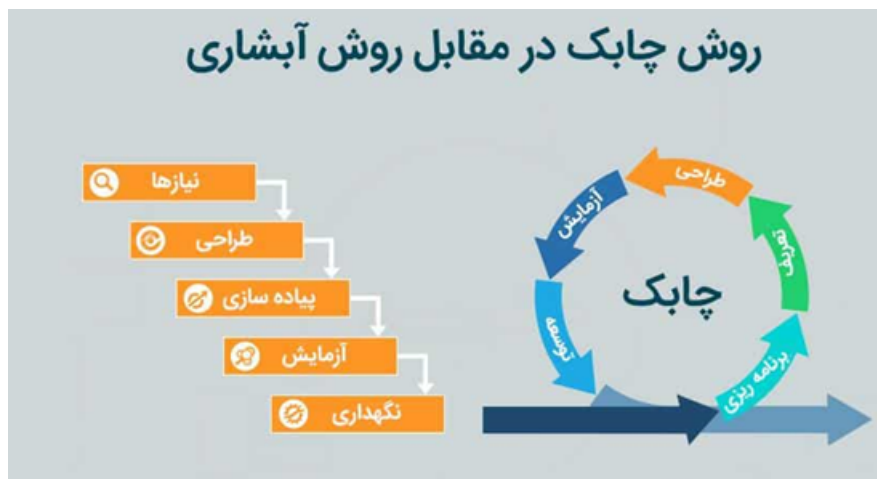 روش چابک در مقابل روش آبشاری
طراحی
آزمایش
تعریف
چابک
توسعه
برنامه ریزی
نیازها
طراحی
پیاده سازی
آزمایش
نگهداری